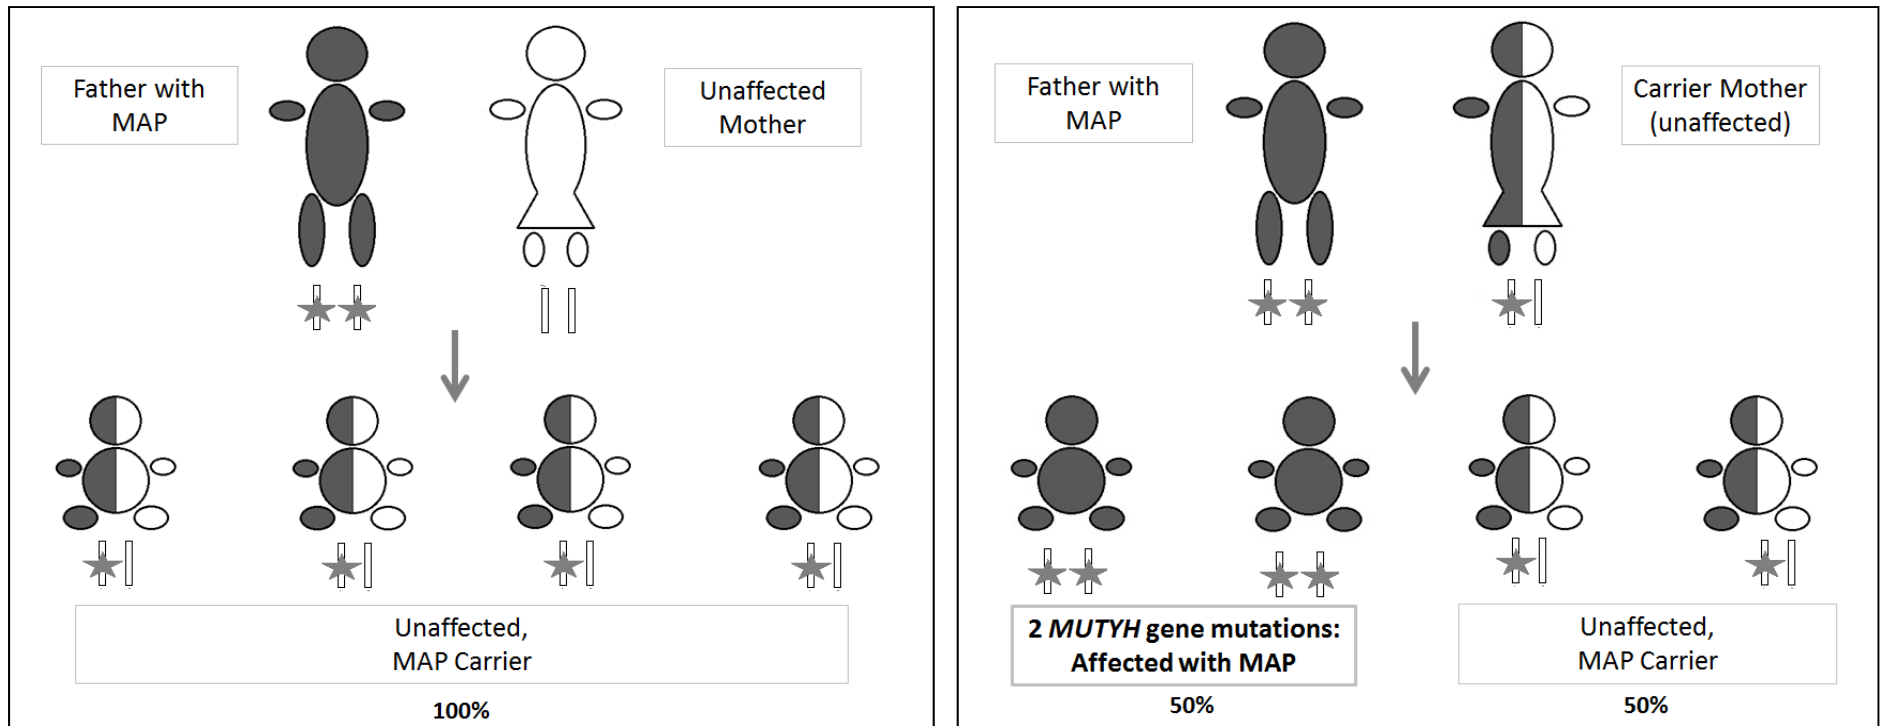 Father with
MAP
Unaffected
Mother
Unaffected,
MAP Carrier
100%
Father with
MAP
Carrier Mother
(unaffected)
2 MUTYH gene mutations:
Affected with MAP
50%
Unaffected,
MAP Carrier
50%